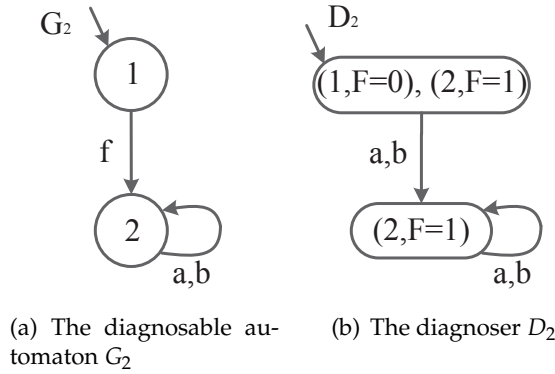 G₂
1
f
2
a,b
D₂
(1,F=0), (2,F=1)
a,b
(2,F=1)
a,b
(a) The diagnosable au-
tomaton G₂
(b) The diagnoser D₂